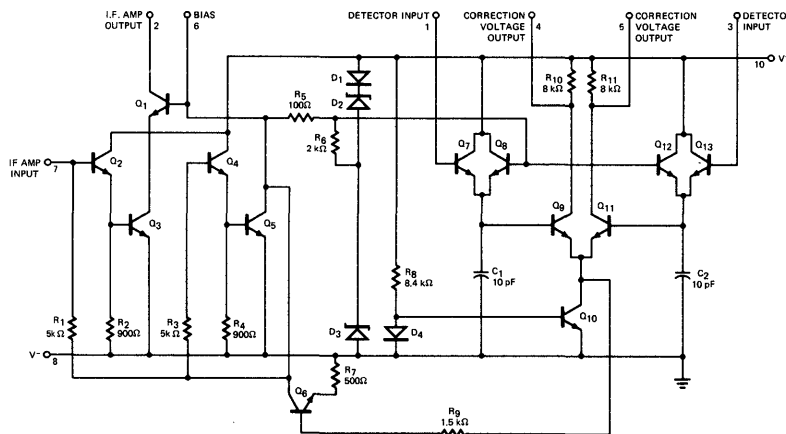 I.F. AMP
OUTPUT
2
BIAS
6
DETECTOR INPUT
1
CORRECTION
VOLTAGE
OUTPUT
4
CORRECTION
VOLTAGE
OUTPUT
5
DETECTOR
INPUT
3
10 V+
D1
D2
R10
8 kΩ
R11
8 kΩ
Q1
R5
100Ω
R6
2 kΩ
Q7
Q8
Q12
Q13
IF AMP
INPUT
7
Q2
Q4
Q3
Q5
Q9
Q11
R8
8.4 kΩ
C1
10 pF
C2
10 pF
R1
5kΩ
R2
900Ω
R3
5kΩ
R4
900Ω
D3
D4
Q10
V-
8
R7
500Ω
Q6
R9
1.5 kΩ